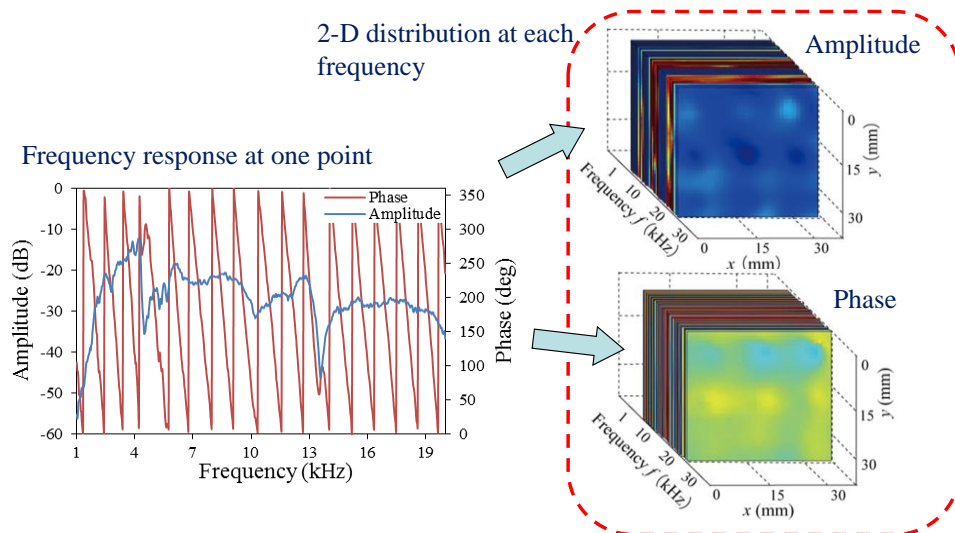 2-D distribution at each
frequency
Amplitude
0
15
30
y (mm)
1
10
20
30
Frequency f (kHz)
0
15
30
x (mm)
Frequency response at one point
0
-10
-20
-30
-40
-50
-60
Amplitude (dB)
Phase
Amplitude
350
300
250
200
150
100
50
0
Phase (deg)
1 4 7 10 13 16 19
Frequency (kHz)
Phase
0
15
30
y (mm)
1
10
20
30
Frequency f (kHz)
0
15
30
x (mm)